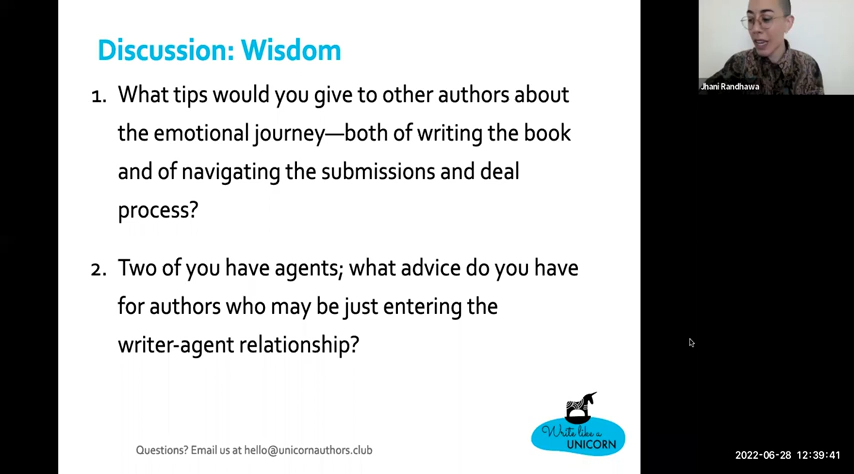 Discussion: Wisdom
1. What tips would you give to other authors about
the emotional journey—both of writing the book
and of navigating the submissions and deal
process?
2. Two of you have agents; what advice do you have
for authors who may be just entering the
writer-agent relationship?
Questions? Email us at hello@unicornauthors.club
Write like a
UNICORN
Jhani Randhawa
2022-06-28 12:39:41